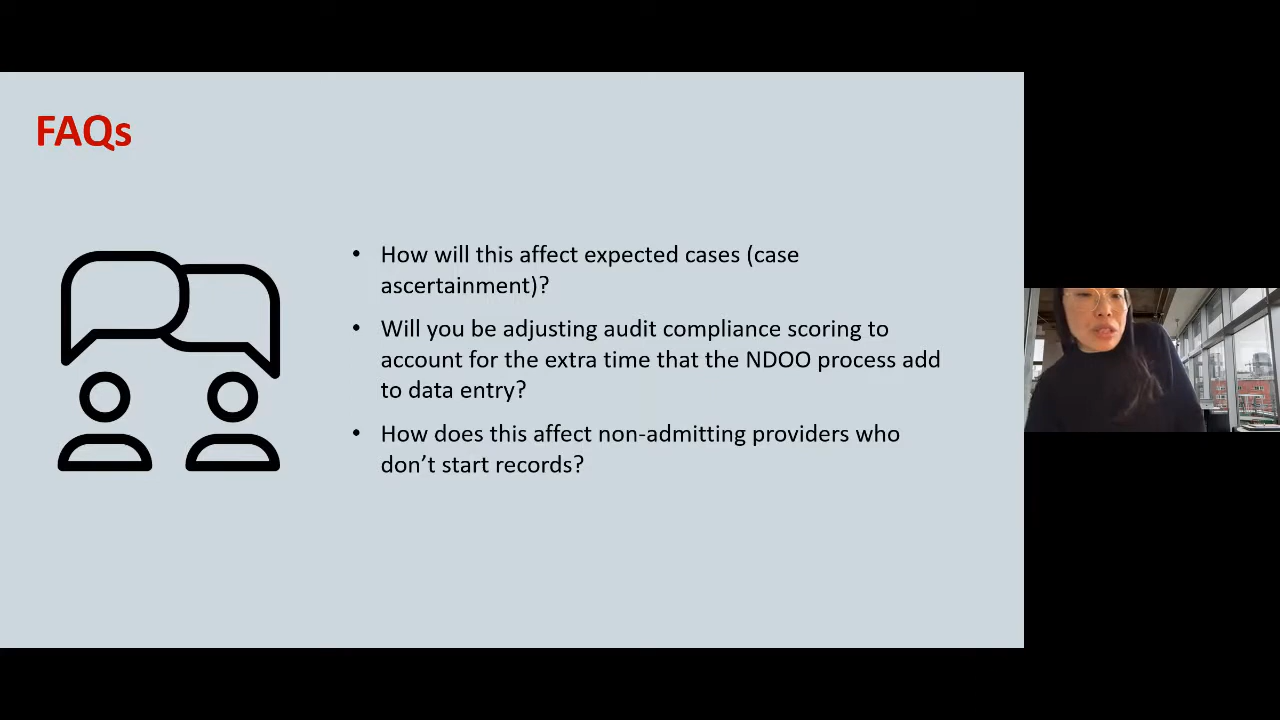 FAQs
• How will this affect expected cases (case
ascertainment)?
• Will you be adjusting audit compliance scoring to
account for the extra time that the NDOO process add
to data entry?
• How does this affect non-admitting providers who
don’t start records?